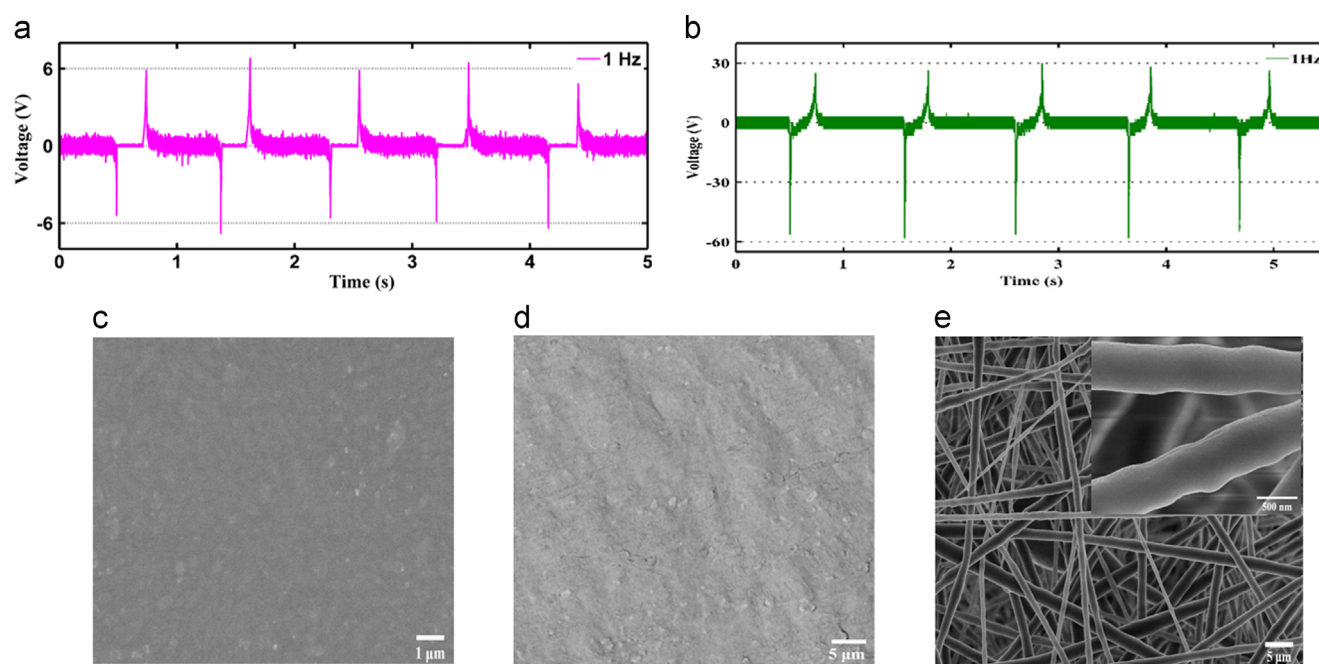 a
1 Hz
6
0
-6
Voltage (V)
0 1 2 3 4 5
Time (s)
b
1Hz
30
0
-30
-60
Voltage (V)
0 1 2 3 4 5
Time (s)
c
1 μm
d
5 μm
e
500 nm
5 μm